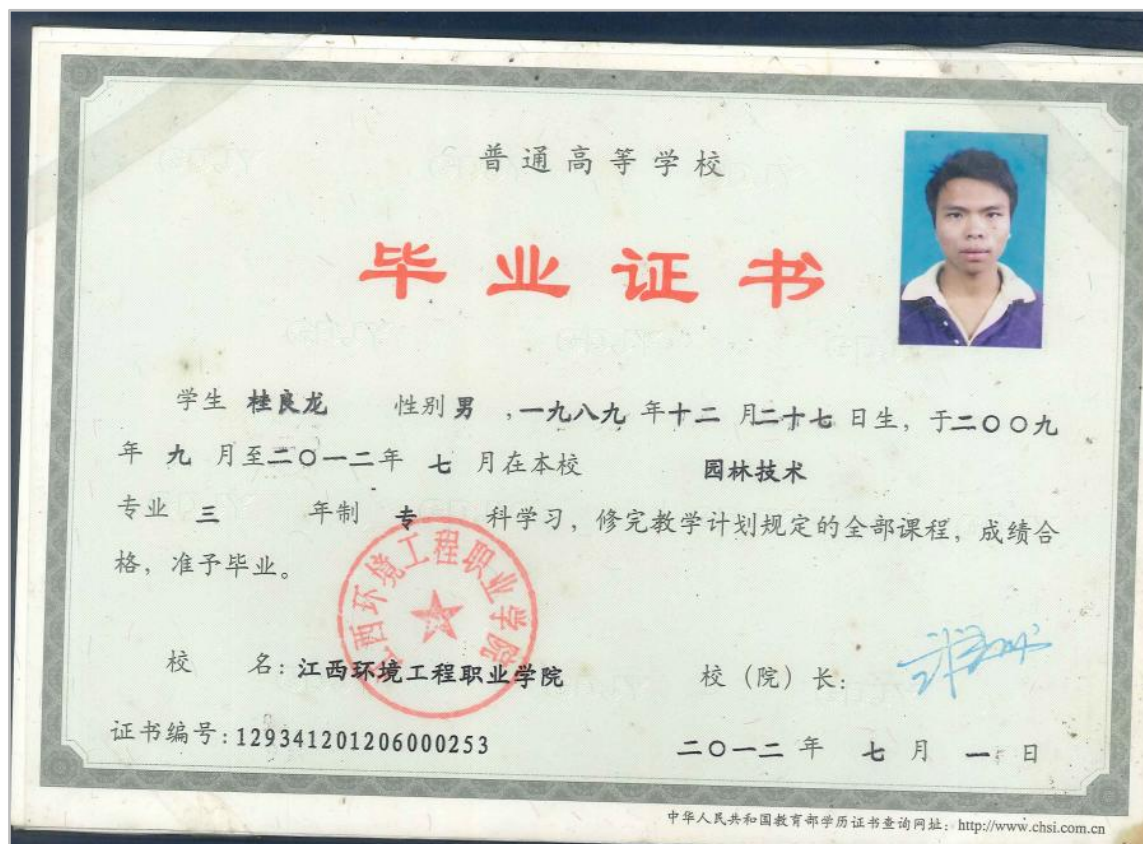 普通高等学校
毕业证书
学生 桂良龙 性别 男 ，一九八九 年十二 月二十七 日生，于二〇〇九
年 九 月至二〇一二年 七 月在本校 园林技术
专业 三 年制 专 科学习，修完教学计划规定的全部课程，成绩合
格，准予毕业。
江西环境工程职业学院
校 名：江西环境工程职业学院 校（院）长：
证书编号：129341201206000253 二〇一二 年 七 月 一 日
中华人民共和国教育部学历证书查询网址：http://www.chsi.com.cn